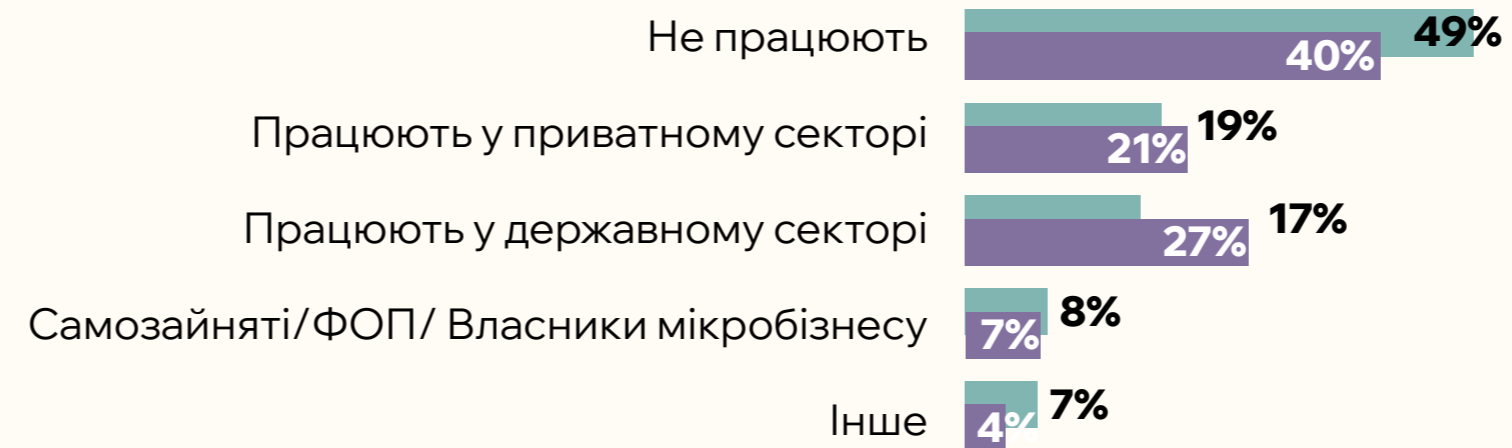 Не працюють 49%
40%
Працюють у приватному секторі 19%
21%
Працюють у державному секторі 17%
27%
Самозайняті/ФОП/ Власники мікробізнесу 8%
7%
Інше 7%
4%